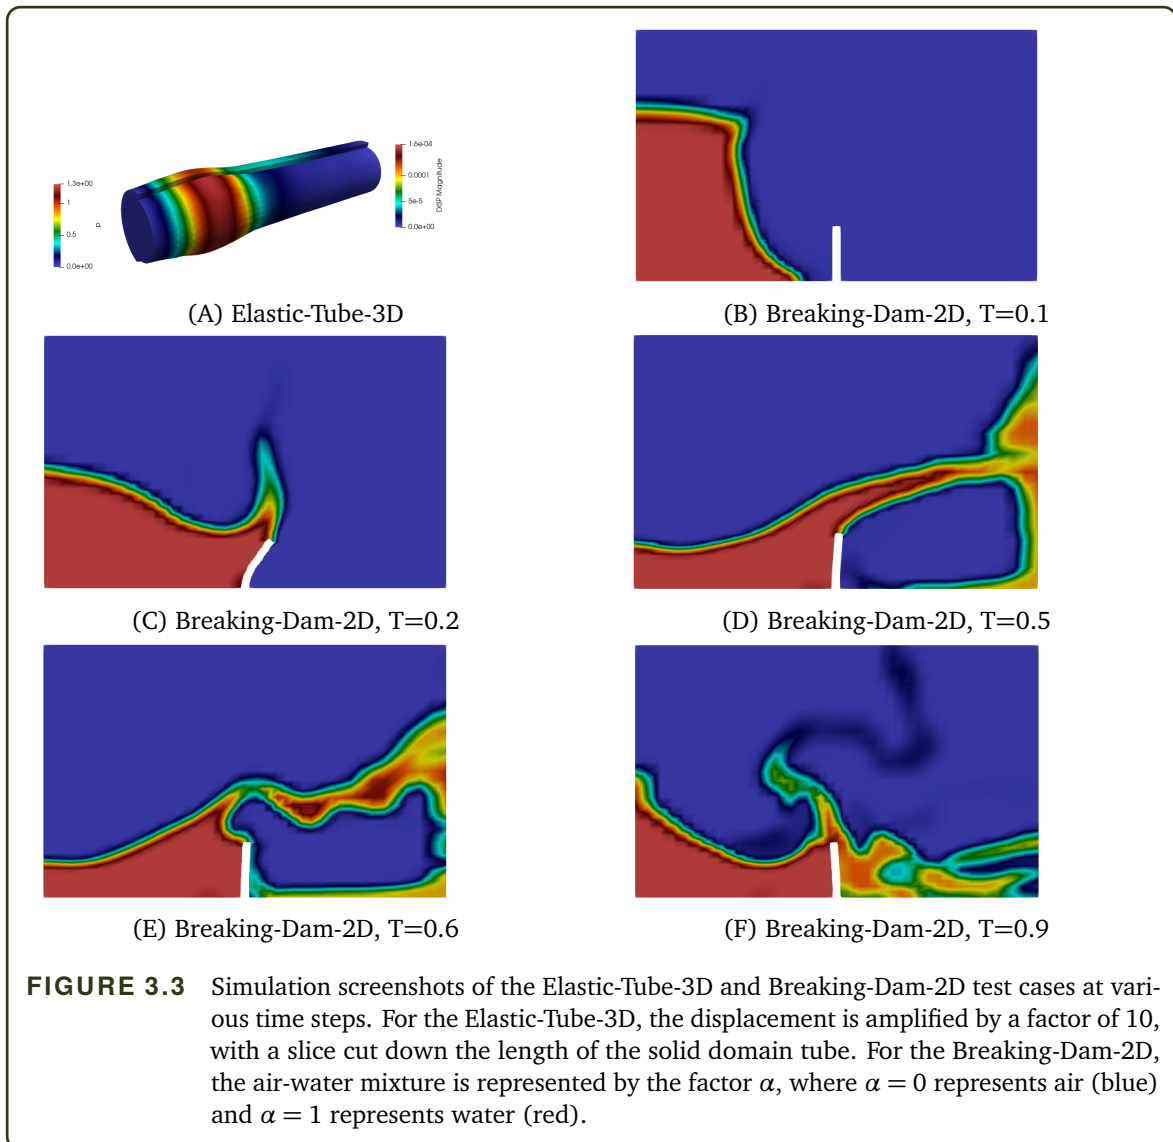 1.3e+00
1
0.5
0.0e+00
p
1.6e-04
0.0001
5e-5
0.0e+00
DISP Magnitude
(A) Elastic-Tube-3D
(B) Breaking-Dam-2D, T=0.1
(C) Breaking-Dam-2D, T=0.2
(D) Breaking-Dam-2D, T=0.5
(E) Breaking-Dam-2D, T=0.6
(F) Breaking-Dam-2D, T=0.9
FIGURE 3.3 Simulation screenshots of the Elastic-Tube-3D and Breaking-Dam-2D test cases at vari-
ous time steps. For the Elastic-Tube-3D, the displacement is amplified by a factor of 10,
with a slice cut down the length of the solid domain tube. For the Breaking-Dam-2D,
the air-water mixture is represented by the factor α, where α = 0 represents air (blue)
and α = 1 represents water (red).